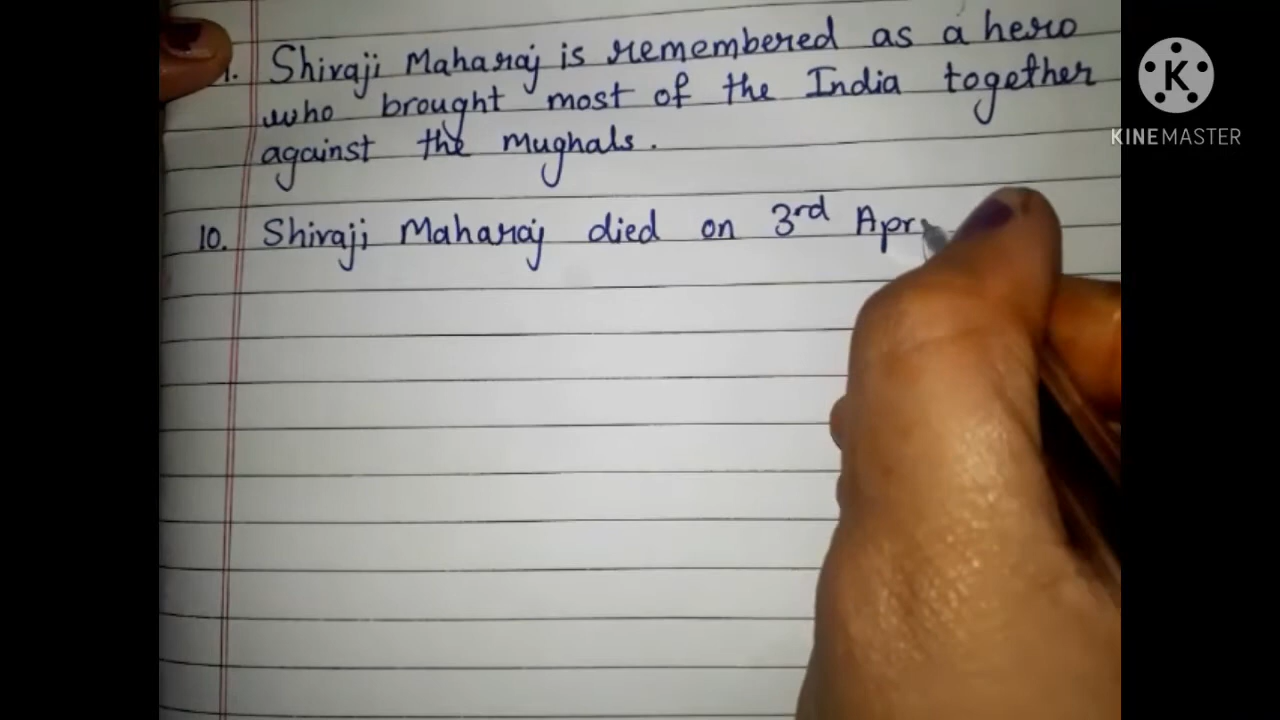 1. Shivaji Maharaj is remembered as a hero
who brought most of the India together
against the Mughals.
10. Shivaji Maharaj died on 3rd Apr
K
KINEMASTER